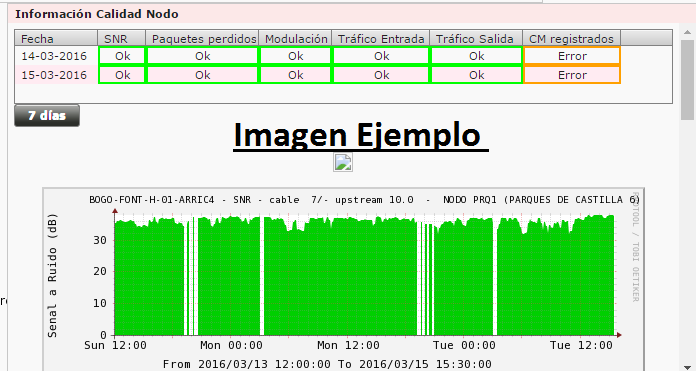 Información Calidad Nodo
Fecha SNR Paquetes perdidos Modulación Tráfico Entrada Tráfico Salida CM registrados
14-03-2016 Ok Ok Ok Ok Ok Error
15-03-2016 Ok Ok Ok Ok Ok Error
7 días
Imagen Ejemplo
BOGO-FONT-H-01-ARRIC4 - SNR - cable 7/- upstream 10.0 - NODO PRQ1 (PARQUES DE CASTILLA 6)
RRDTOOL / TOBI OETIKER
Senal a Ruido (dB)
30
20
10
0
Sun 12:00 Mon 00:00 Mon 12:00 Tue 00:00 Tue 12:00
From 2016/03/13 12:00:00 To 2016/03/15 15:30:00